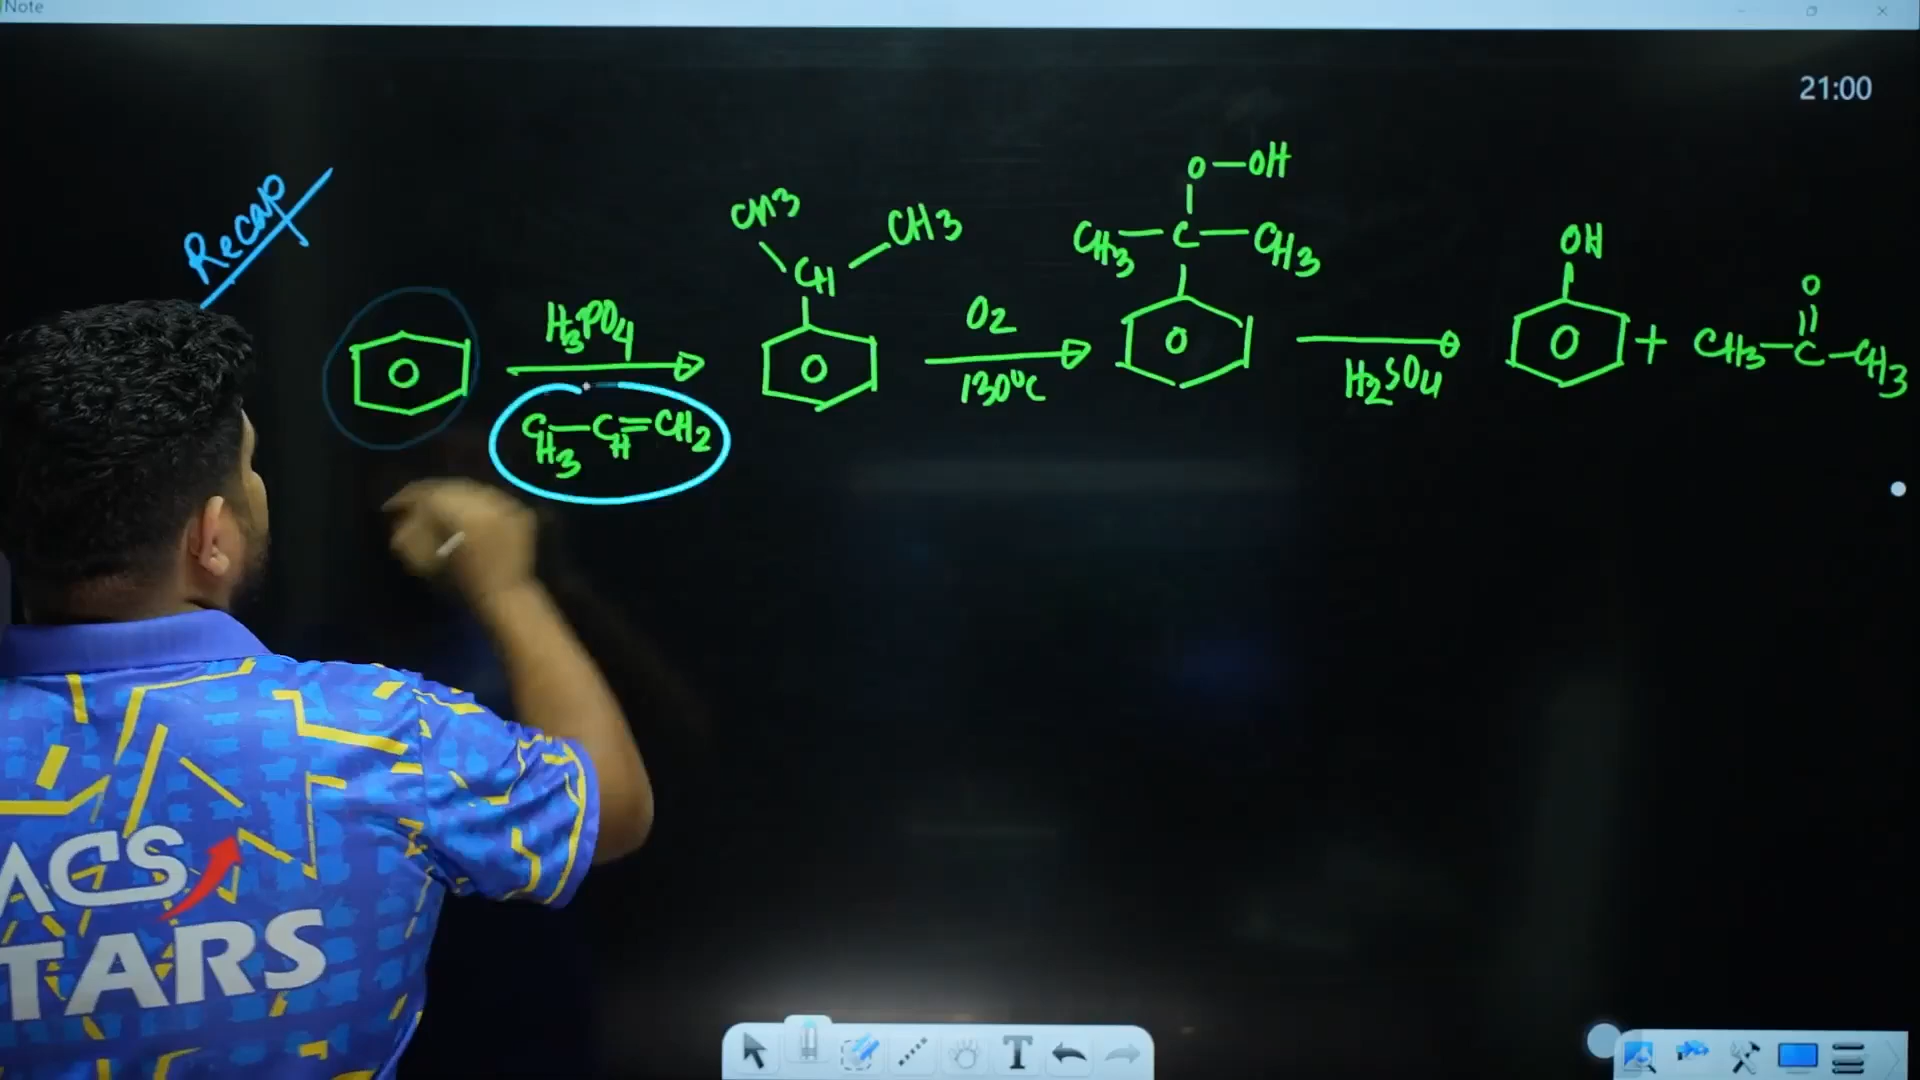 Note
21:00
Recap
H3PO4
CH3—CH=CH2
CH3
CH3
CH
O2
130°C
O—OH
CH3—C—CH3
H2SO4
OH
+
O
CH3—C—CH3
ACS
STARS
T